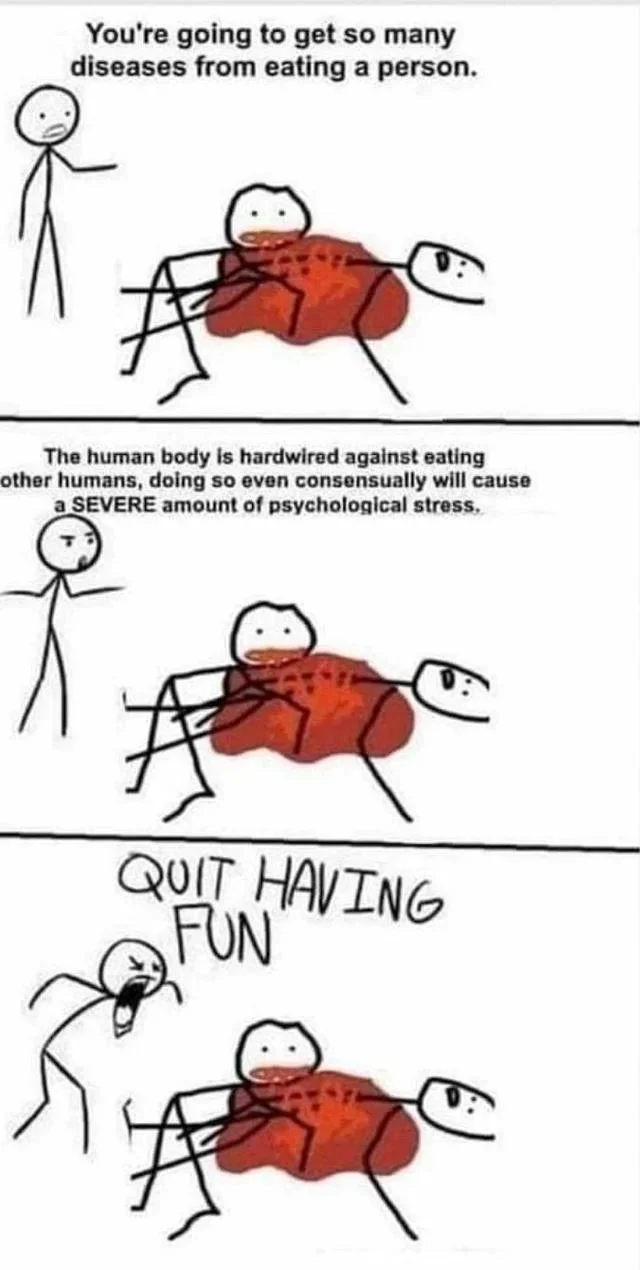 You're going to get so many
diseases from eating a person.
The human body is hardwired against eating
other humans, doing so even consensually will cause
a SEVERE amount of psychological stress.
QUIT HAVING
FUN